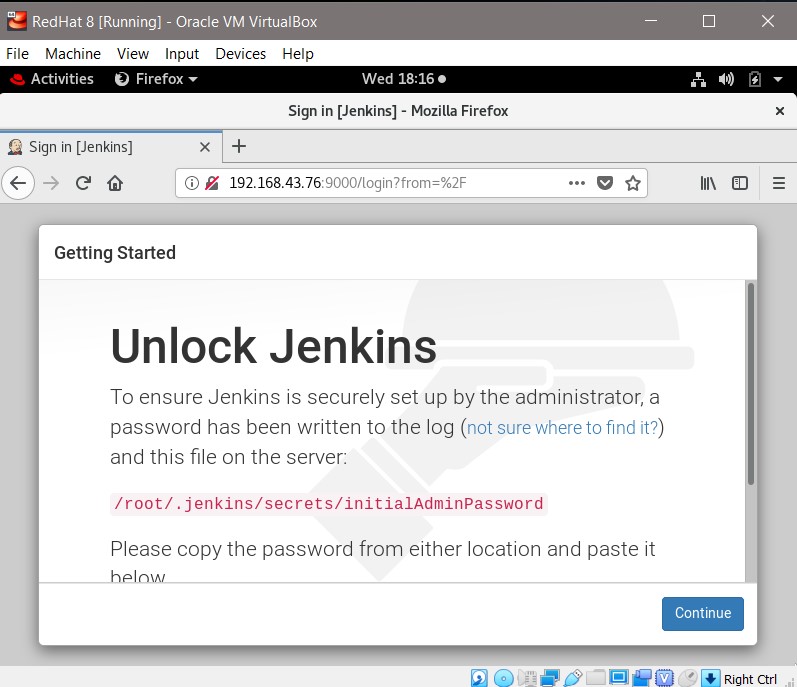 RedHat 8 [Running] - Oracle VM VirtualBox
File Machine View Input Devices Help
Activities Firefox Wed 18:16
Sign in [Jenkins] - Mozilla Firefox
Sign in [Jenkins]
192.168.43.76:9000/login?from=%2F
Getting Started
Unlock Jenkins
To ensure Jenkins is securely set up by the administrator, a
password has been written to the log (not sure where to find it?)
and this file on the server:
/root/.jenkins/secrets/initialAdminPassword
Please copy the password from either location and paste it
below.
Continue
Right Ctrl